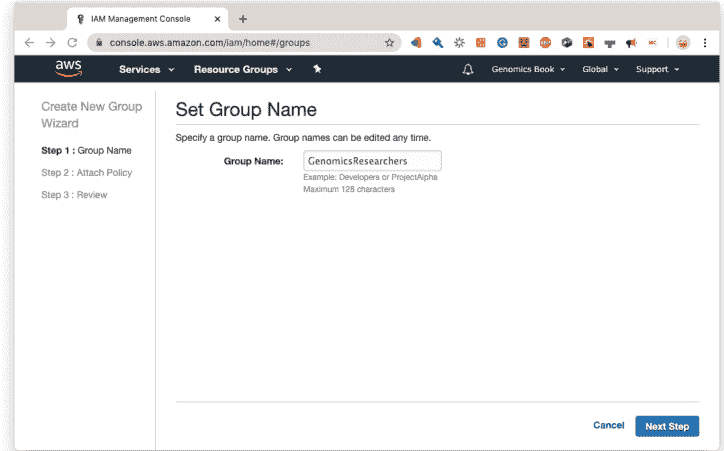 IAM Management Console
console.aws.amazon.com/iam/home#/groups
aws Services Resource Groups Genomics Book Global Support
Create New Group
Wizard
Step 1 : Group Name
Step 2 : Attach Policy
Step 3 : Review
Set Group Name
Specify a group name. Group names can be edited any time.
Group Name: GenomicsResearchers
Example: Developers or ProjectAlpha
Maximum 128 characters
Cancel Next Step